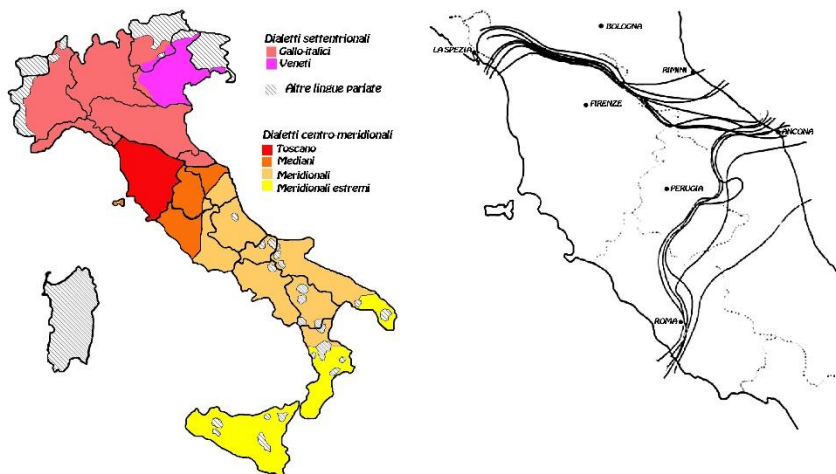 Dialetti settentrionali
Gallo-italici
Veneti
Altre lingue parlate
Dialetti centro-meridionali
Toscano
Mediani
Meridionali
Meridionali estremi
BOLOGNA
LA SPEZIA
RIMINI
FIRENZE
ANCONA
PERUGIA
ROMA